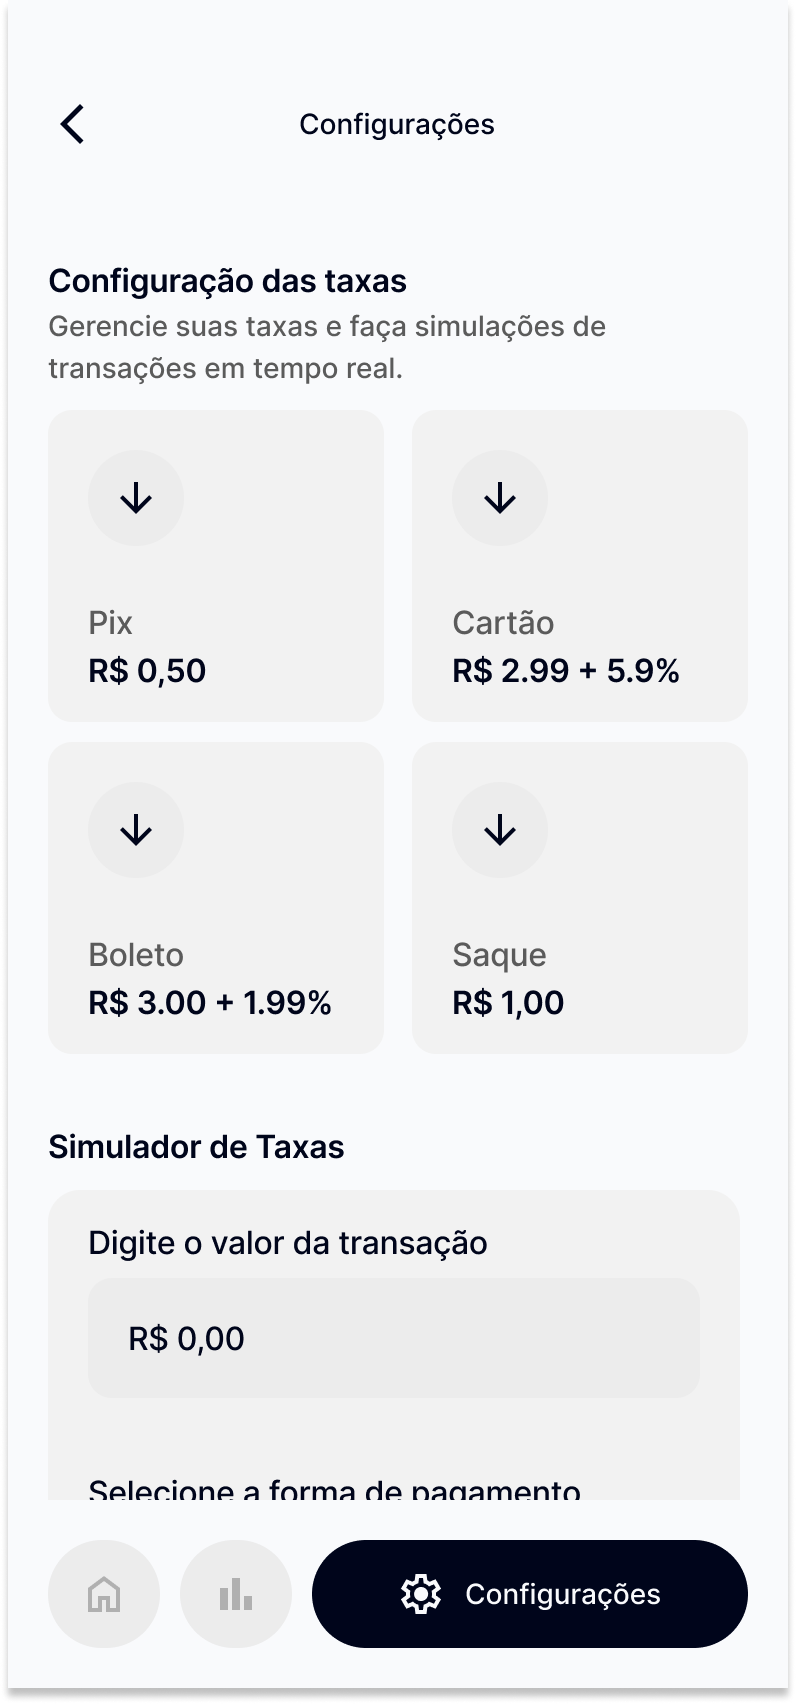 Configurações
Configuração das taxas
Gerencie suas taxas e faça simulações de
transações em tempo real.
Pix
R$ 0,50
Cartão
R$ 2.99 + 5.9%
Boleto
R$ 3.00 + 1.99%
Saque
R$ 1,00
Simulador de Taxas
Digite o valor da transação
R$ 0,00
Selecione a forma de pagamento
Configurações